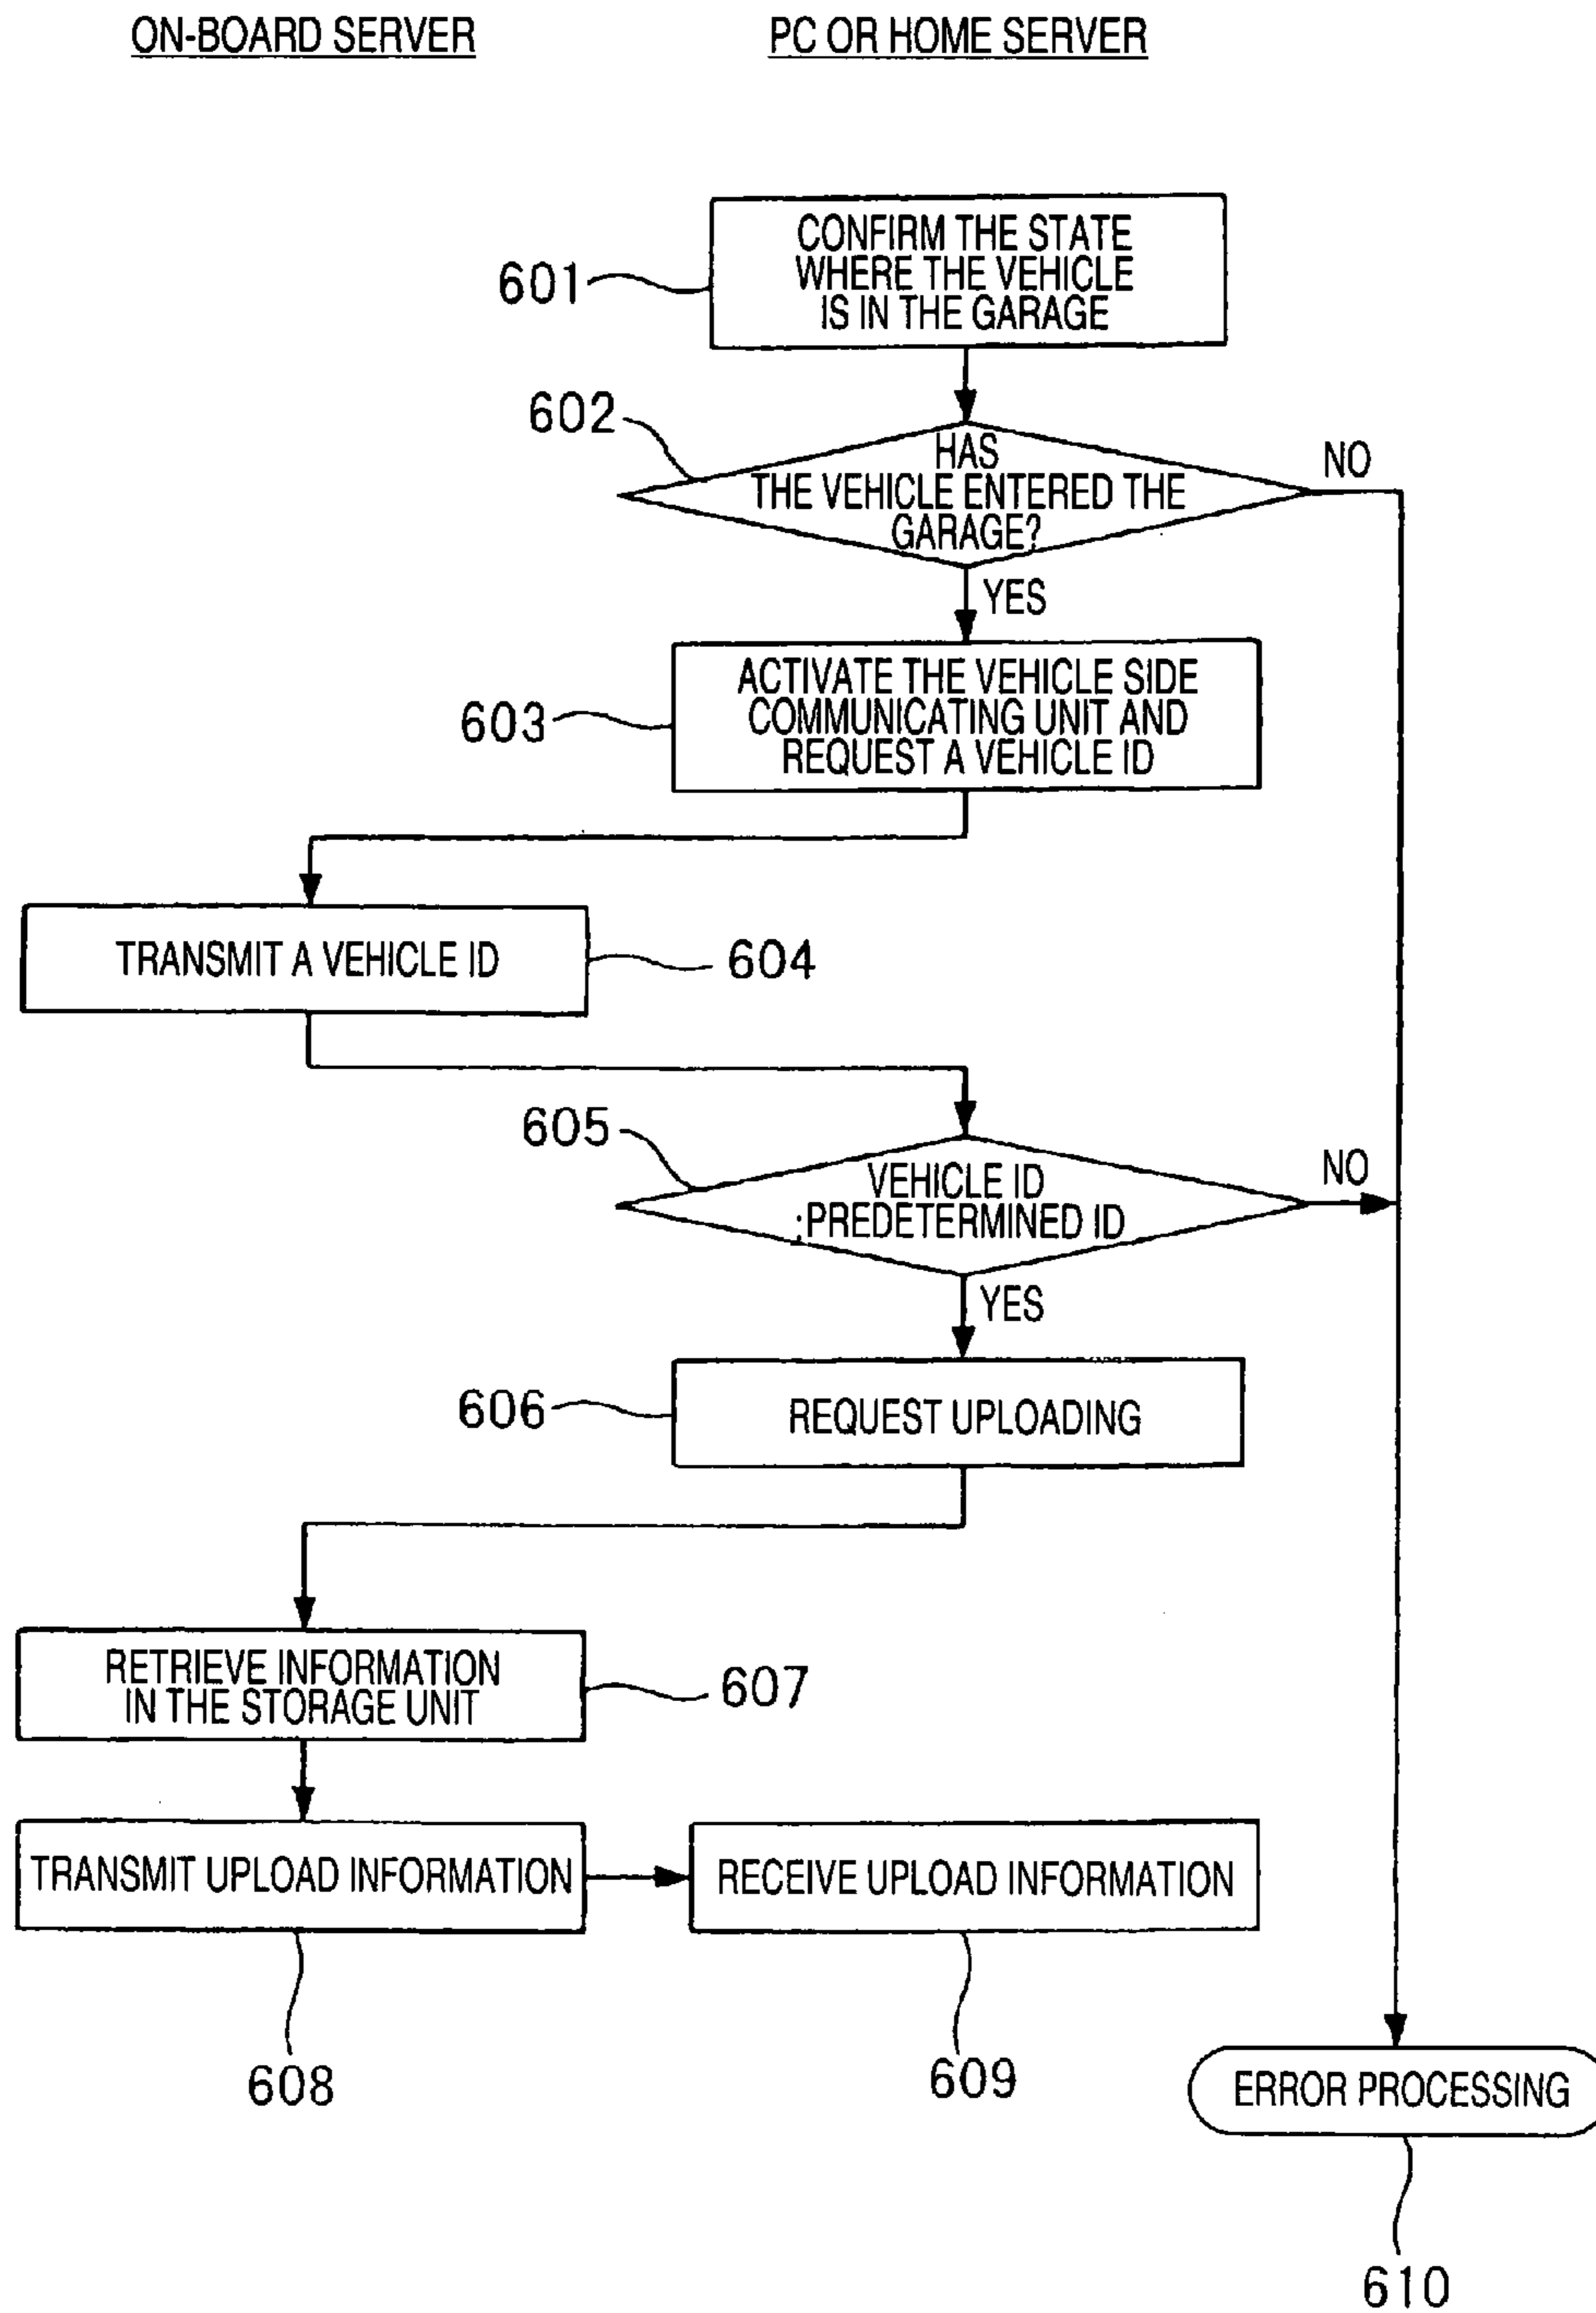 ON-BOARD SERVER
PC OR HOME SERVER
CONFIRM THE STATE
WHERE THE VEHICLE
IS IN THE GARAGE
601
602
HAS
THE VEHICLE ENTERED THE
GARAGE?
NO
YES
ACTIVATE THE VEHICLE SIDE
COMMUNICATING UNIT AND
REQUEST A VEHICLE ID
603
TRANSMIT A VEHICLE ID
604
605
VEHICLE ID
:PREDETERMINED ID
NO
YES
606
REQUEST UPLOADING
RETRIEVE INFORMATION
IN THE STORAGE UNIT
607
TRANSMIT UPLOAD INFORMATION
RECEIVE UPLOAD INFORMATION
608
609
ERROR PROCESSING
610